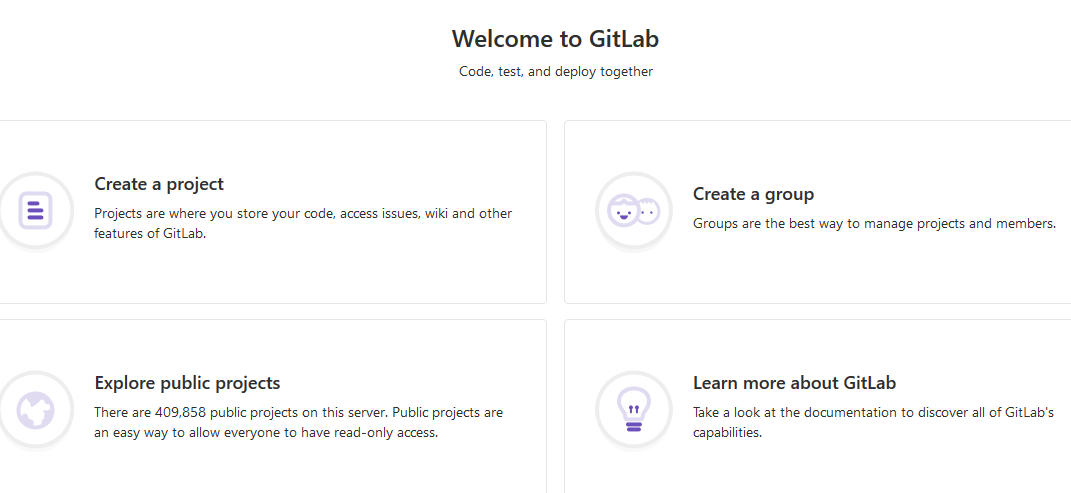 Welcome to GitLab
Code, test, and deploy together
Create a project
Projects are where you store your code, access issues, wiki and other
features of GitLab.
Create a group
Groups are the best way to manage projects and members.
Explore public projects
There are 409,858 public projects on this server. Public projects are
an easy way to allow everyone to have read-only access.
Learn more about GitLab
Take a look at the documentation to discover all of GitLab's
capabilities.